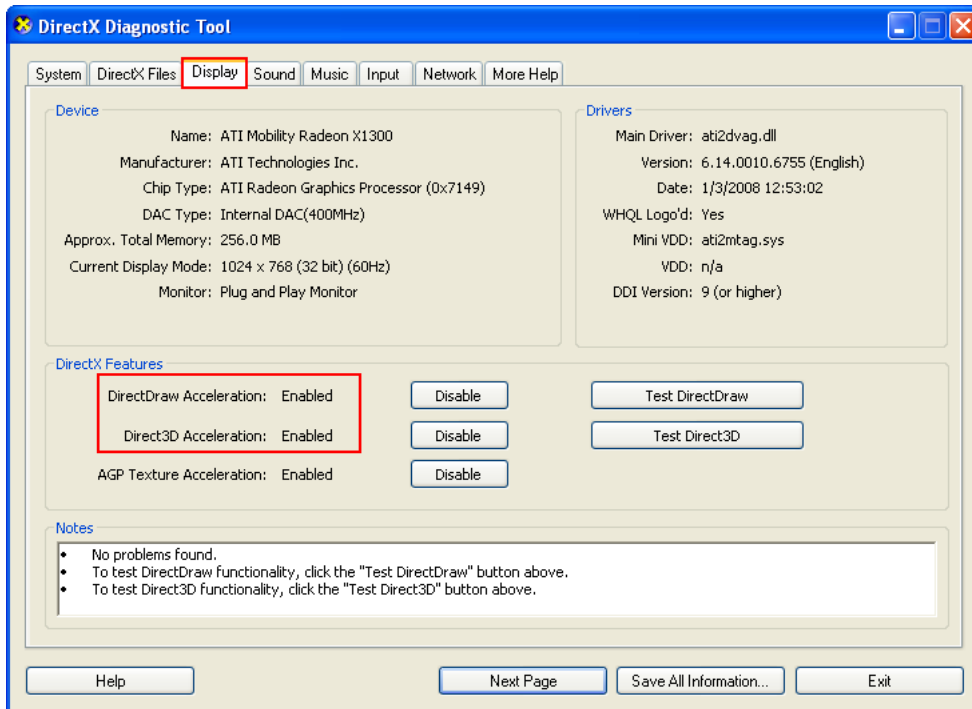 DirectX Diagnostic Tool
System DirectX Files Display Sound Music Input Network More Help
Device
Name: ATI Mobility Radeon X1300
Manufacturer: ATI Technologies Inc.
Chip Type: ATI Radeon Graphics Processor (0x7149)
DAC Type: Internal DAC(400MHz)
Approx. Total Memory: 256.0 MB
Current Display Mode: 1024 x 768 (32 bit) (60Hz)
Monitor: Plug and Play Monitor
Drivers
Main Driver: ati2dvag.dll
Version: 6.14.0010.6755 (English)
Date: 1/3/2008 12:53:02
WHQL Logo'd: Yes
Mini VDD: ati2mtag.sys
VDD: n/a
DDI Version: 9 (or higher)
DirectX Features
DirectDraw Acceleration: Enabled Disable Test DirectDraw
Direct3D Acceleration: Enabled Disable Test Direct3D
AGP Texture Acceleration: Enabled Disable
Notes
• No problems found.
• To test DirectDraw functionality, click the "Test DirectDraw" button above.
• To test Direct3D functionality, click the "Test Direct3D" button above.
Help Next Page Save All Information... Exit